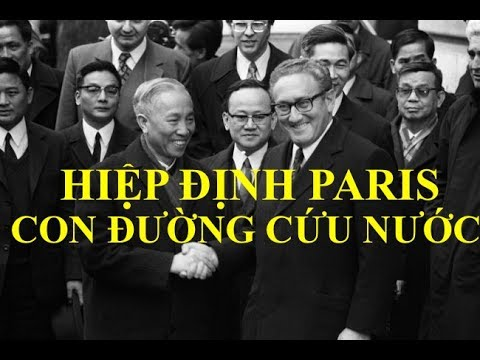 HIỆP ĐỊNH PARIS
CON ĐƯỜNG CỨU NƯỚC